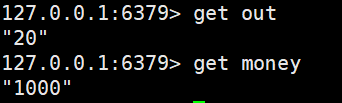 127.0.0.1:6379> get out
"20"
127.0.0.1:6379> get money
"1000"